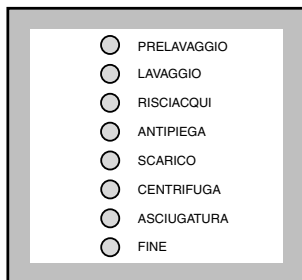 PRELAVAGGIO
LAVAGGIO
RISCIACQUI
ANTIPIEGA
SCARICO
CENTRIFUGA
ASCIUGATURA
FINE